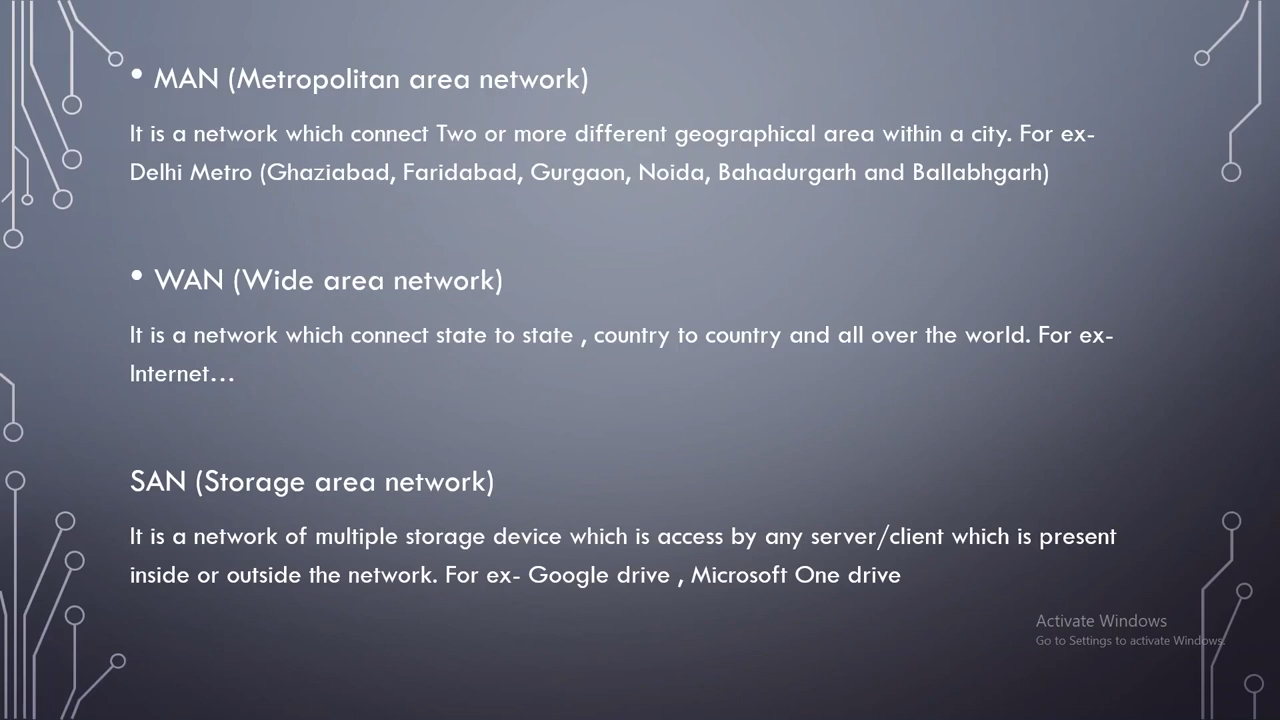 • MAN (Metropolitan area network)
It is a network which connect Two or more different geographical area within a city. For ex-
Delhi Metro (Ghaziabad, Faridabad, Gurgaon, Noida, Bahadurgarh and Ballabhgarh)
• WAN (Wide area network)
It is a network which connect state to state , country to country and all over the world. For ex-
Internet...
SAN (Storage area network)
It is a network of multiple storage device which is access by any server/client which is present
inside or outside the network. For ex- Google drive , Microsoft One drive
Activate Windows
Go to Settings to activate Windows.